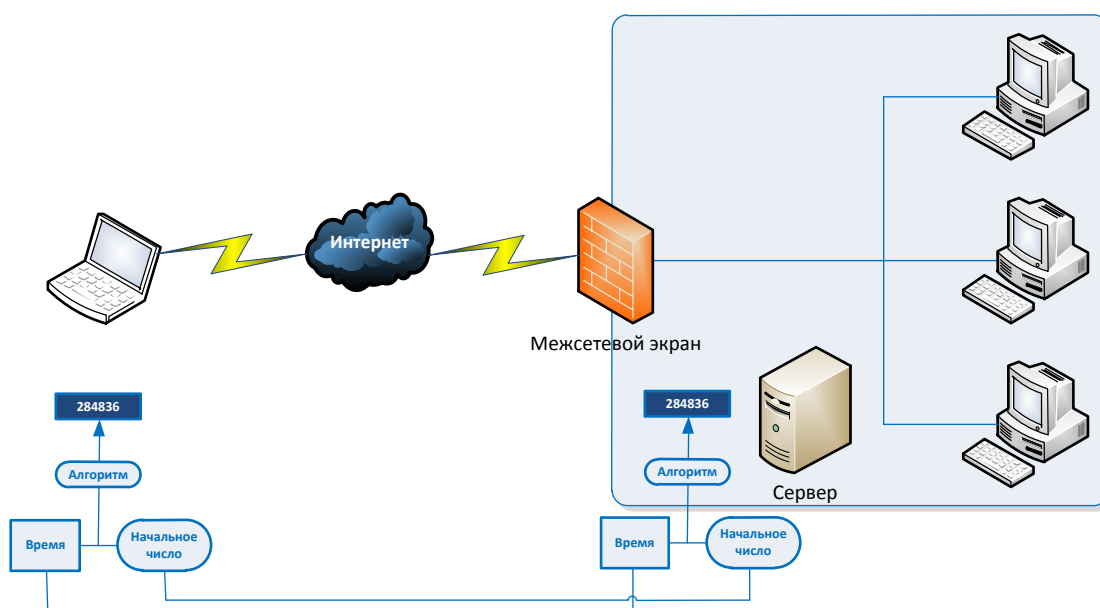 Интернет
Межсетевой экран
284836
284836
Алгоритм
Алгоритм
Сервер
Время
Начальное
число
Время
Начальное
число